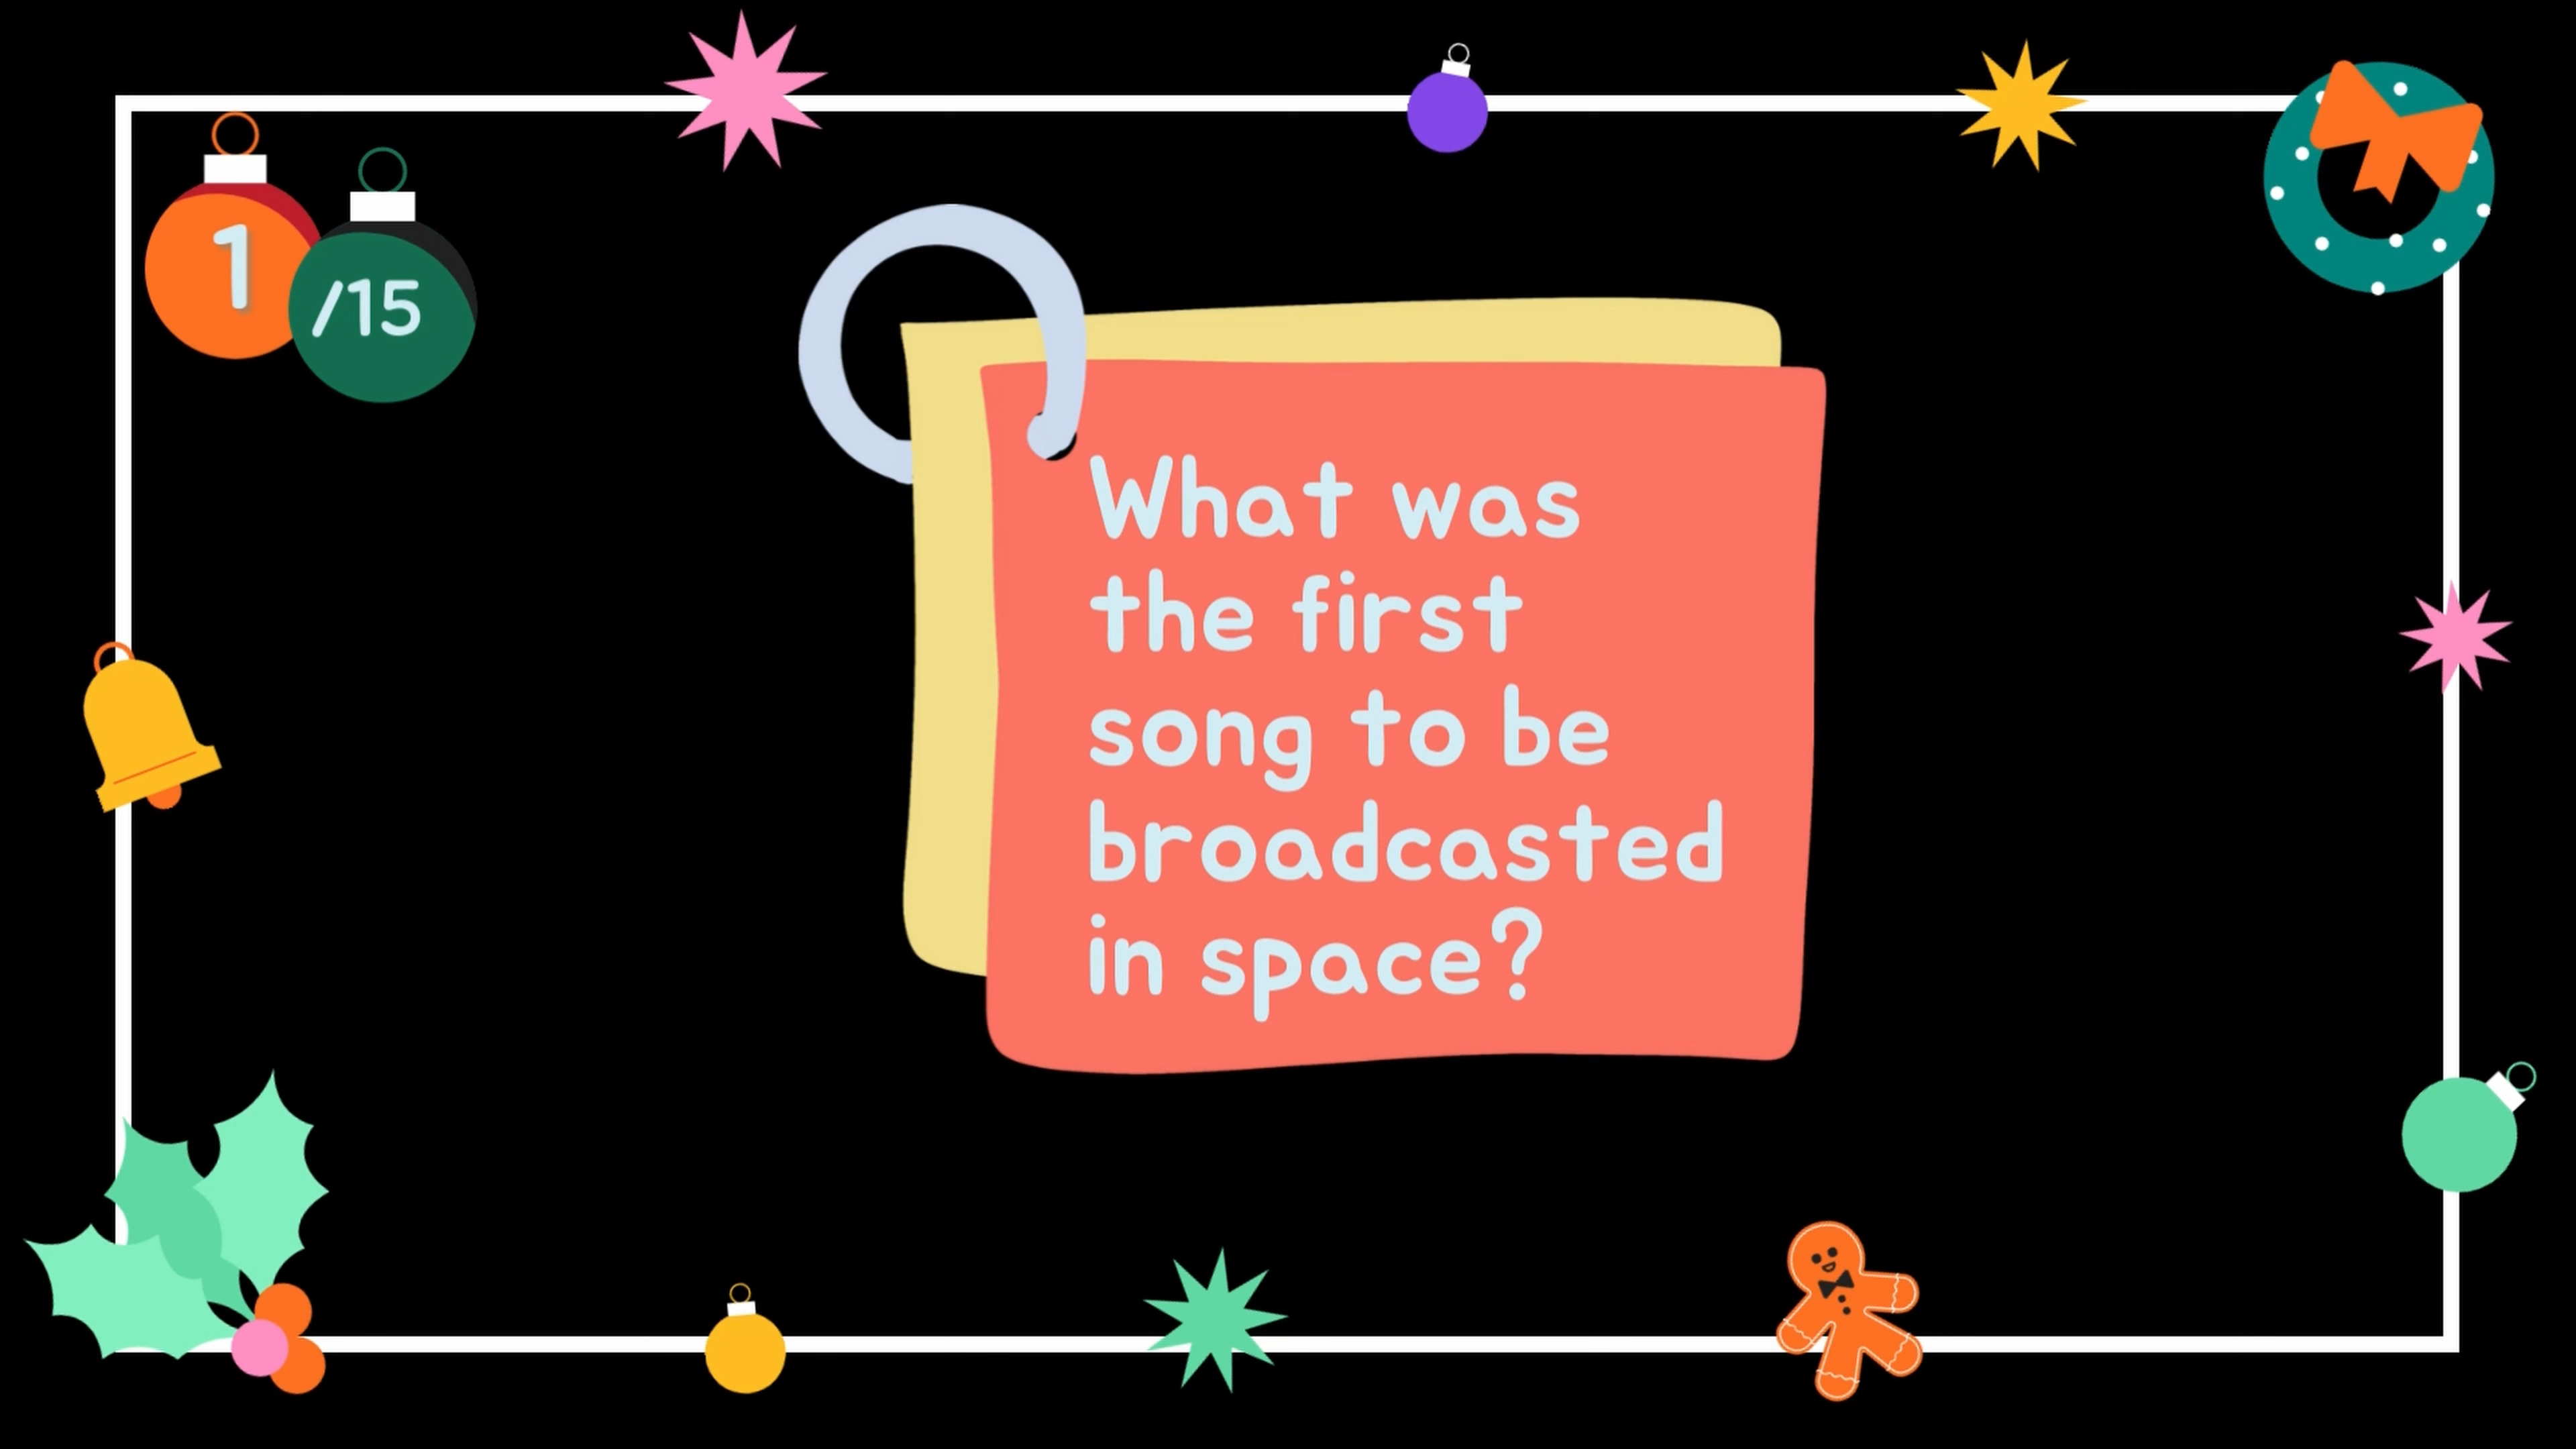 1
/15
What was
the first
song to be
broadcasted
in space?